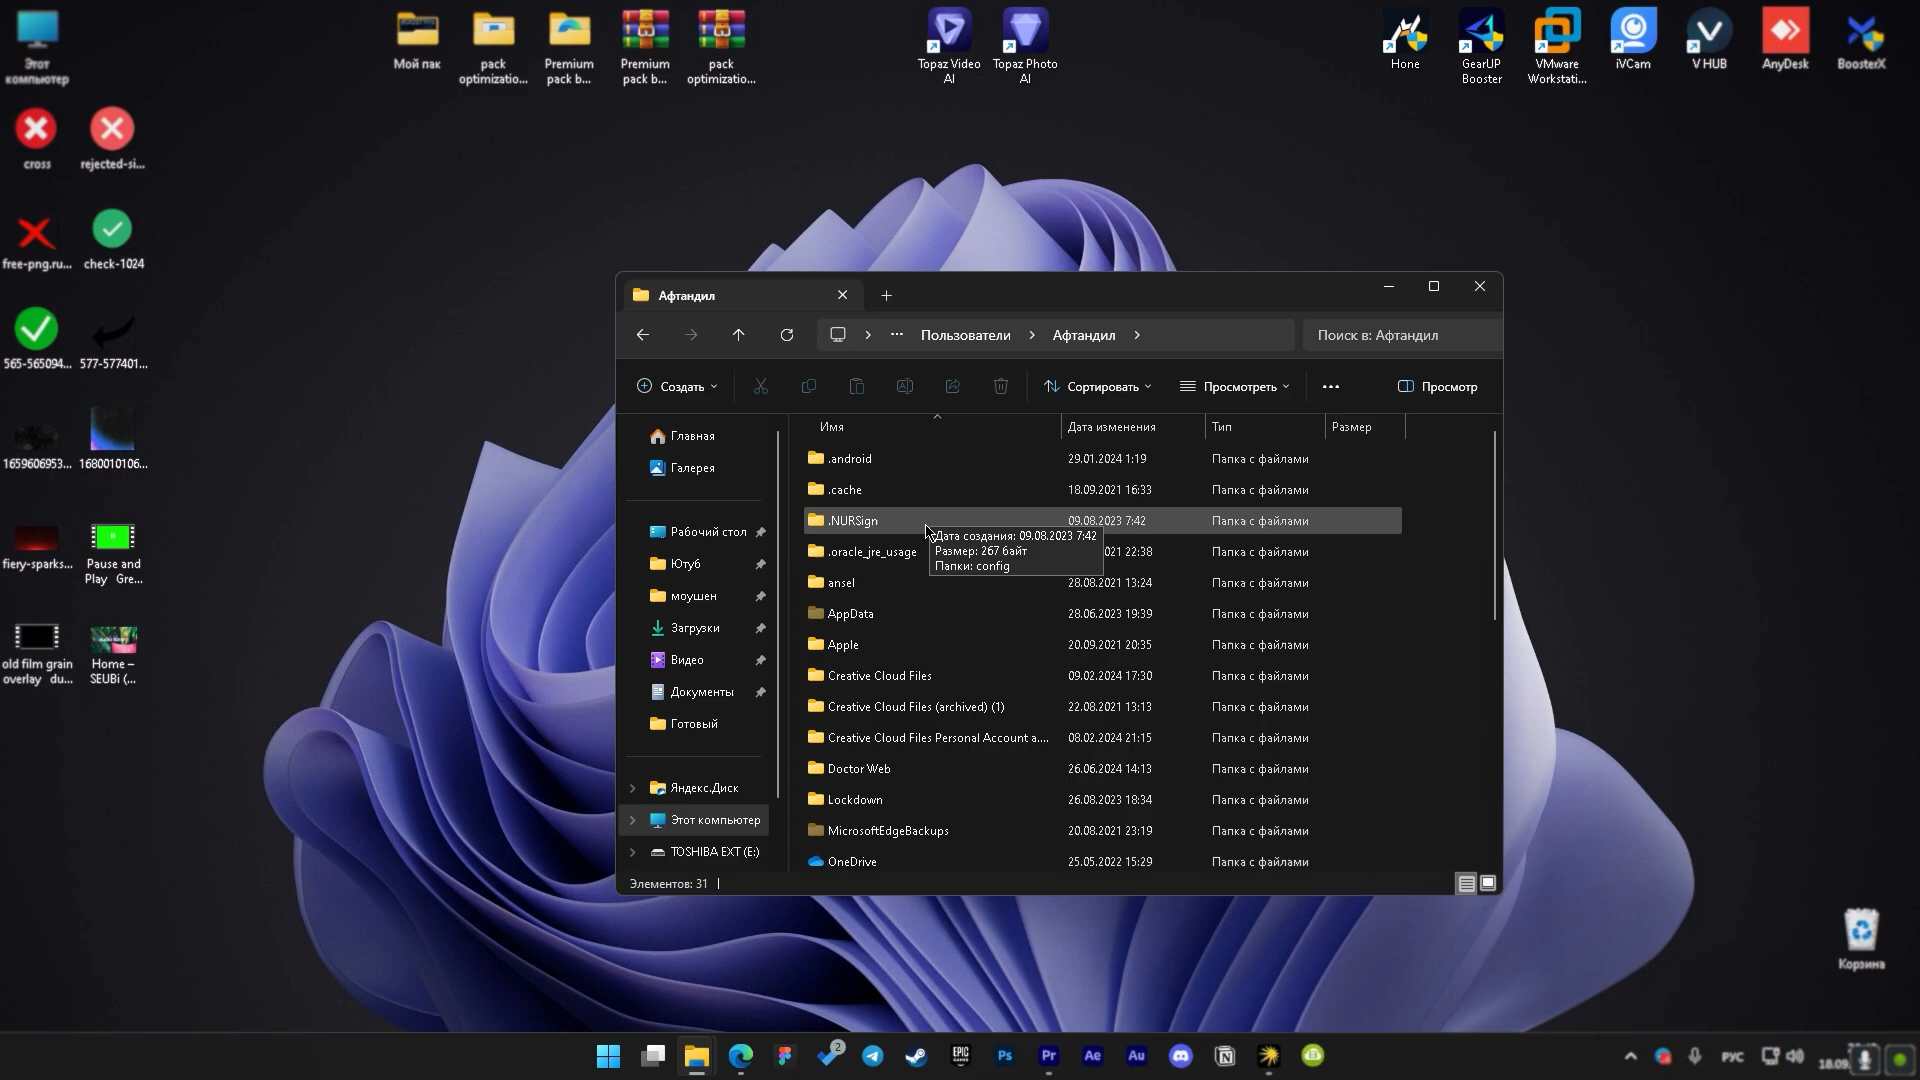 Этот
компьютер
Мой пак
pack
optimizatio...
Premium
pack b...
Premium
pack b...
pack
optimizatio...
Topaz Video
AI
Topaz Photo
AI
Hone
GearUP
Booster
VMware
Workstati...
iVCam
V HUB
AnyDesk
BoosterX
cross
rejected-si...
free-png.ru...
check-1024
565-565094...
577-577401...
1659606953...
1680010106...
fiery-sparks...
Pause and
Play Gre...
old film grain
overlay du...
Home –
SEUBi (...
Афтандил
Пользователи
Афтандил
Поиск в: Афтандил
Создать
Сортировать
Просмотреть
Просмотр
Главная
Галерея
Рабочий стол
Ютуб
моушен
Загрузки
Видео
Документы
Готовый
Яндекс.Диск
Этот компьютер
TOSHIBA EXT (E:)
Имя Дата изменения Тип Размер
.android 29.01.2024 1:19 Папка с файлами
.cache 18.09.2021 16:33 Папка с файлами
.NURSign 09.08.2023 7:42 Папка с файлами
Дата создания: 09.08.2023 7:42
Размер: 267 байт
Папки: config
.oracle_jre_usage 021 22:38 Папка с файлами
ansel 28.08.2021 13:24 Папка с файлами
AppData 28.06.2023 19:39 Папка с файлами
Apple 20.09.2021 20:35 Папка с файлами
Creative Cloud Files 09.02.2024 17:30 Папка с файлами
Creative Cloud Files (archived) (1) 22.08.2021 13:13 Папка с файлами
Creative Cloud Files Personal Account a.... 08.02.2024 21:15 Папка с файлами
Doctor Web 26.06.2024 14:13 Папка с файлами
Lockdown 26.08.2023 18:34 Папка с файлами
MicrosoftEdgeBackups 20.08.2021 23:19 Папка с файлами
OneDrive 25.05.2022 15:29 Папка с файлами
Элементов: 31
Корзина
2
EPIC
GAMES
Ps
Pr
Ae
Au
РУС
18.09.